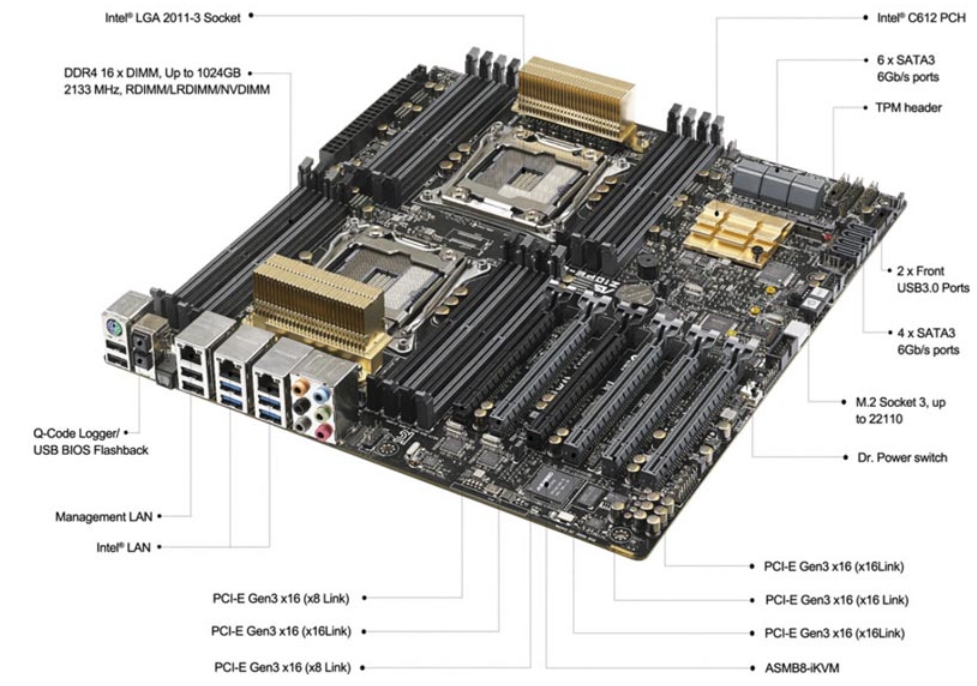 Intel® LGA 2011-3 Socket
Intel® C612 PCH
DDR4 16 x DIMM, Up to 1024GB
2133 MHz, RDIMM/LRDIMM/NVDIMM
6 x SATA3
6Gb/s ports
TPM header
2 x Front
USB3.0 Ports
4 x SATA3
6Gb/s ports
M.2 Socket 3, up
to 22110
Dr. Power switch
Q-Code Logger/
USB BIOS Flashback
Management LAN
Intel® LAN
PCI-E Gen3 x16 (x8 Link)
PCI-E Gen3 x16 (x16Link)
PCI-E Gen3 x16 (x8 Link)
PCI-E Gen3 x16 (x16Link)
PCI-E Gen3 x16 (x16 Link)
PCI-E Gen3 x16 (x16Link)
ASMB8-iKVM